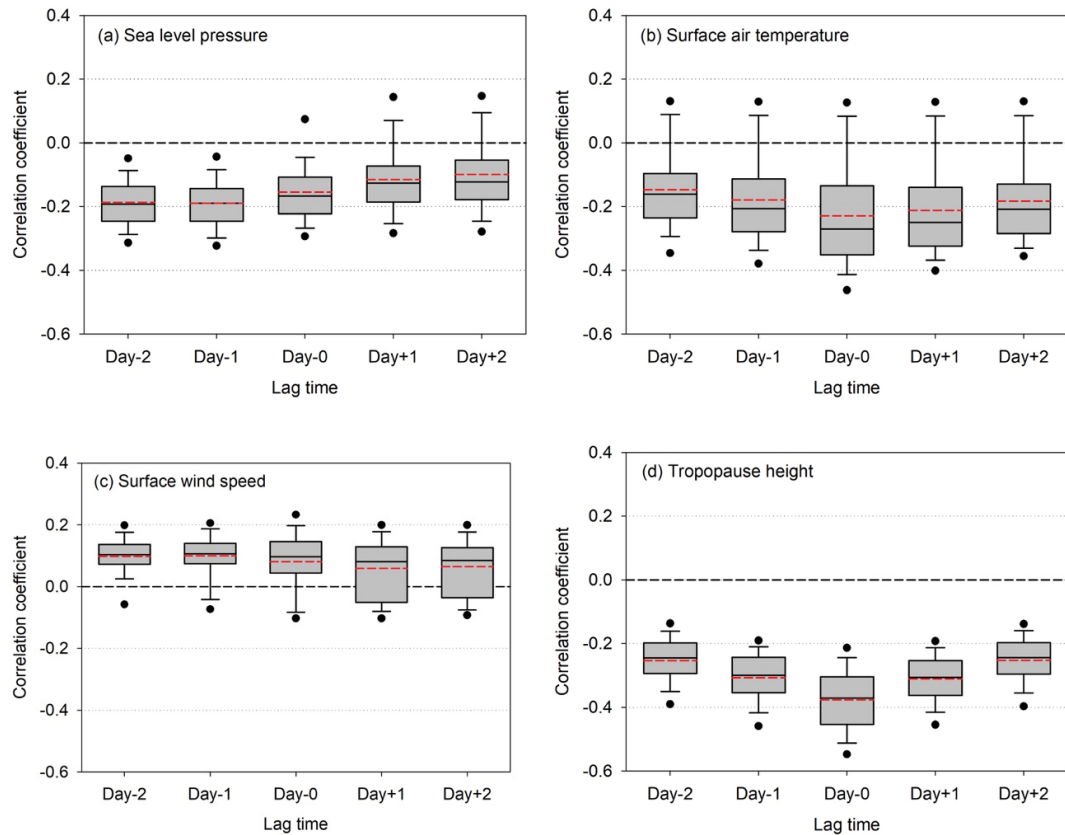 (a) Sea level pressure
Correlation coefficient
0.4
0.2
0.0
-0.2
-0.4
-0.6
Day-2 Day-1 Day-0 Day+1 Day+2
Lag time
(b) Surface air temperature
Correlation coefficient
0.4
0.2
0.0
-0.2
-0.4
-0.6
Day-2 Day-1 Day-0 Day+1 Day+2
Lag time
(c) Surface wind speed
Correlation coefficient
0.4
0.2
0.0
-0.2
-0.4
-0.6
Day-2 Day-1 Day-0 Day+1 Day+2
Lag time
(d) Tropopause height
Correlation coefficient
0.4
0.2
0.0
-0.2
-0.4
-0.6
Day-2 Day-1 Day-0 Day+1 Day+2
Lag time